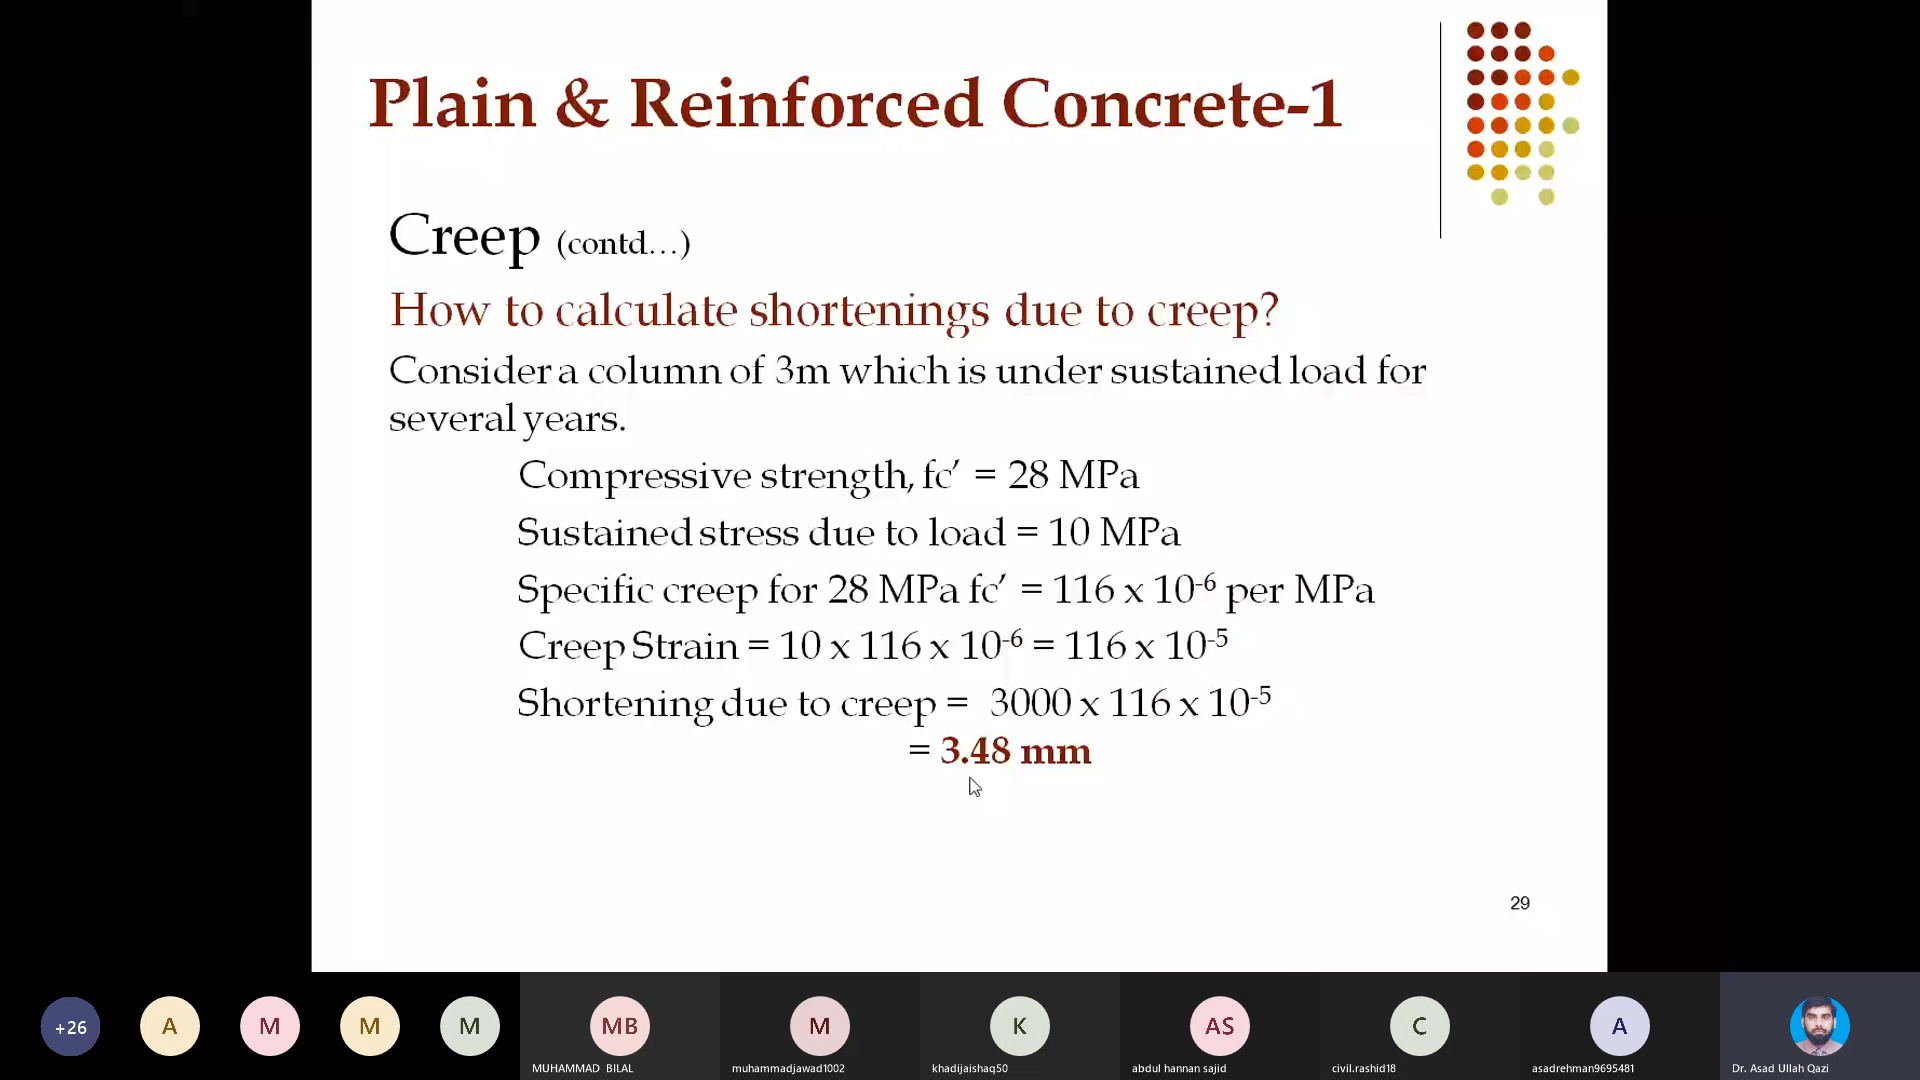 Plain & Reinforced Concrete-1
Creep (contd...)
How to calculate shortenings due to creep?
Consider a column of 3m which is under sustained load for
several years.
Compressive strength, fc′ = 28 MPa
Sustained stress due to load = 10 MPa
Specific creep for 28 MPa fc′ = 116 x 10⁻⁶ per MPa
Creep Strain = 10 x 116 x 10⁻⁶ = 116 x 10⁻⁵
Shortening due to creep = 3000 x 116 x 10⁻⁵
= 3.48 mm
29
+26 A M M M MB M K AS C A
MUHAMMAD BILAL muhammadjawad1002 khadijaishaq50 abdul hannan sajid civil.rashid18 asadrehman9695481 Dr. Asad Ullah Qazi